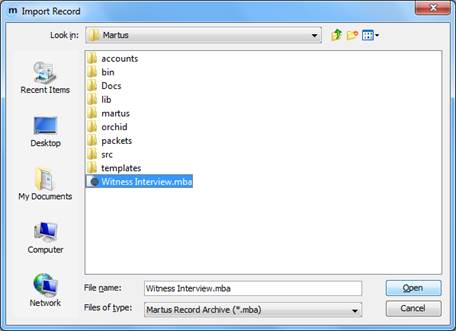 m Import Record
Look in: Martus
accounts
bin
Docs
lib
martus
orchid
packets
src
templates
Witness Interview.mba
Recent Items
Desktop
My Documents
Computer
Network
File name: Witness Interview.mba Open
Files of type: Martus Record Archive (*.mba) Cancel